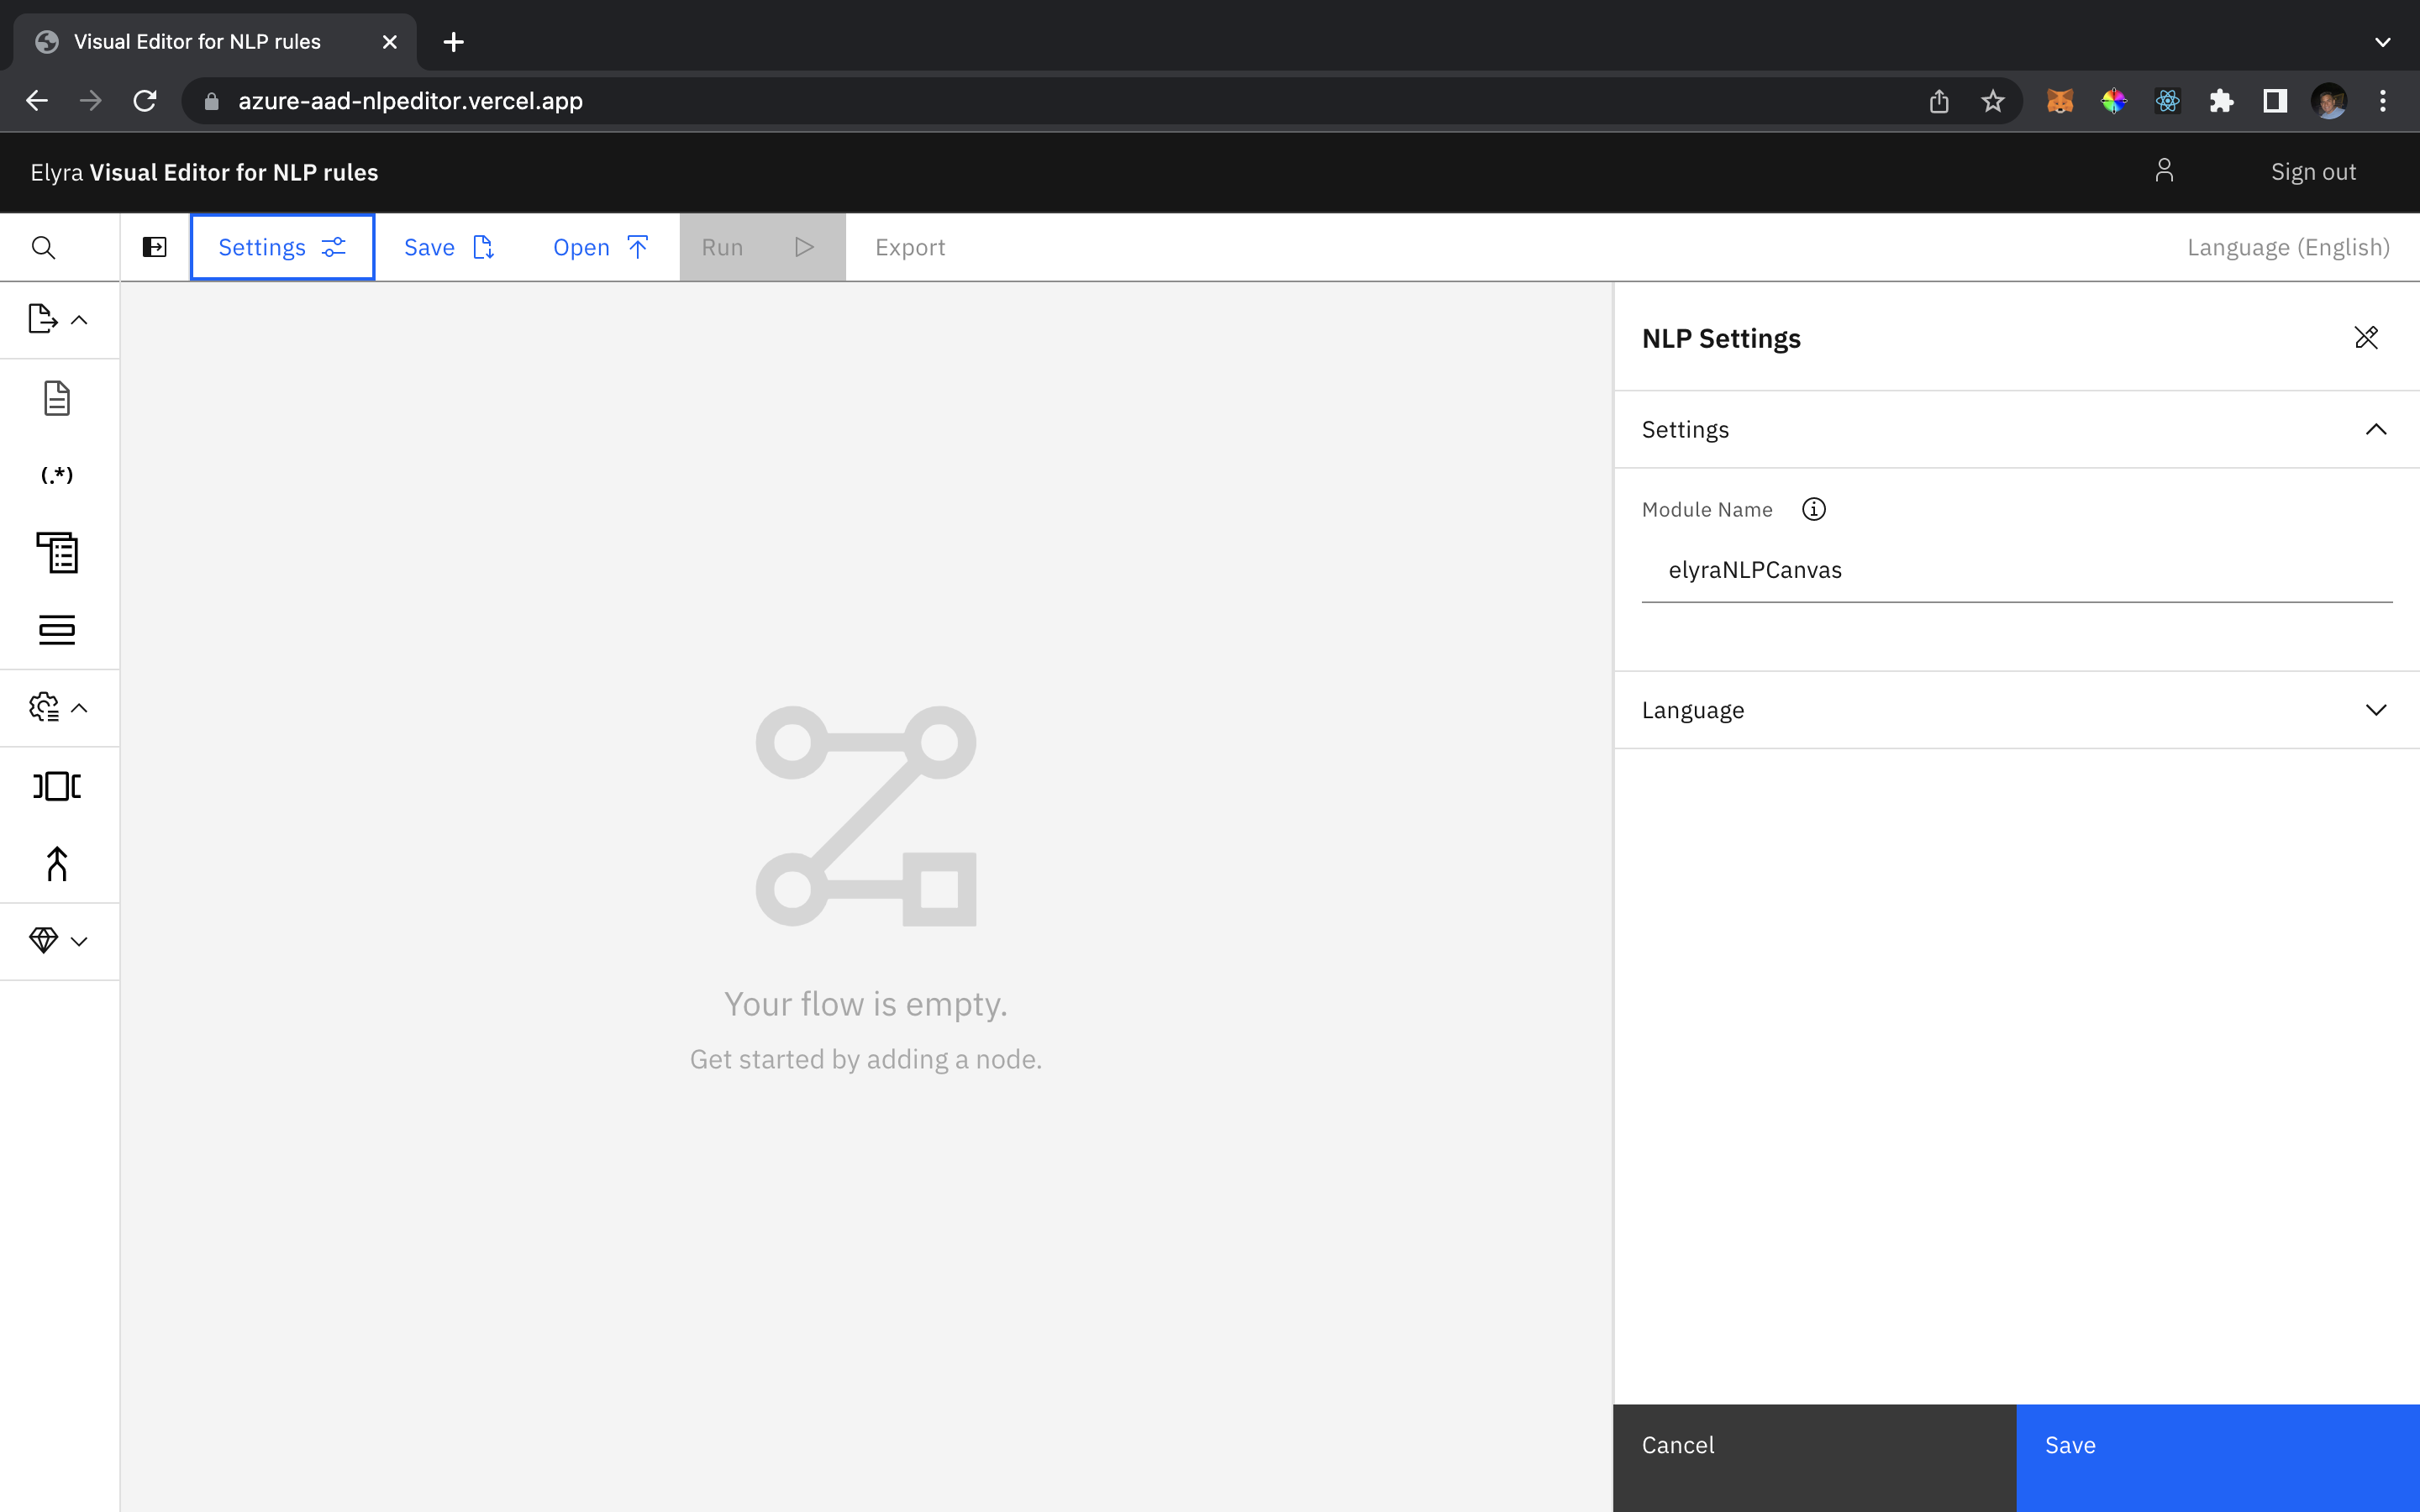 Visual Editor for NLP rules
azure-aad-nlpeditor.vercel.app
Elyra Visual Editor for NLP rules
Sign out
Settings
Save
Open
Run
Export
Language (English)
(.*)
NLP Settings
Settings
Module Name
elyraNLPCanvas
Language
Your flow is empty.
Get started by adding a node.
Cancel
Save